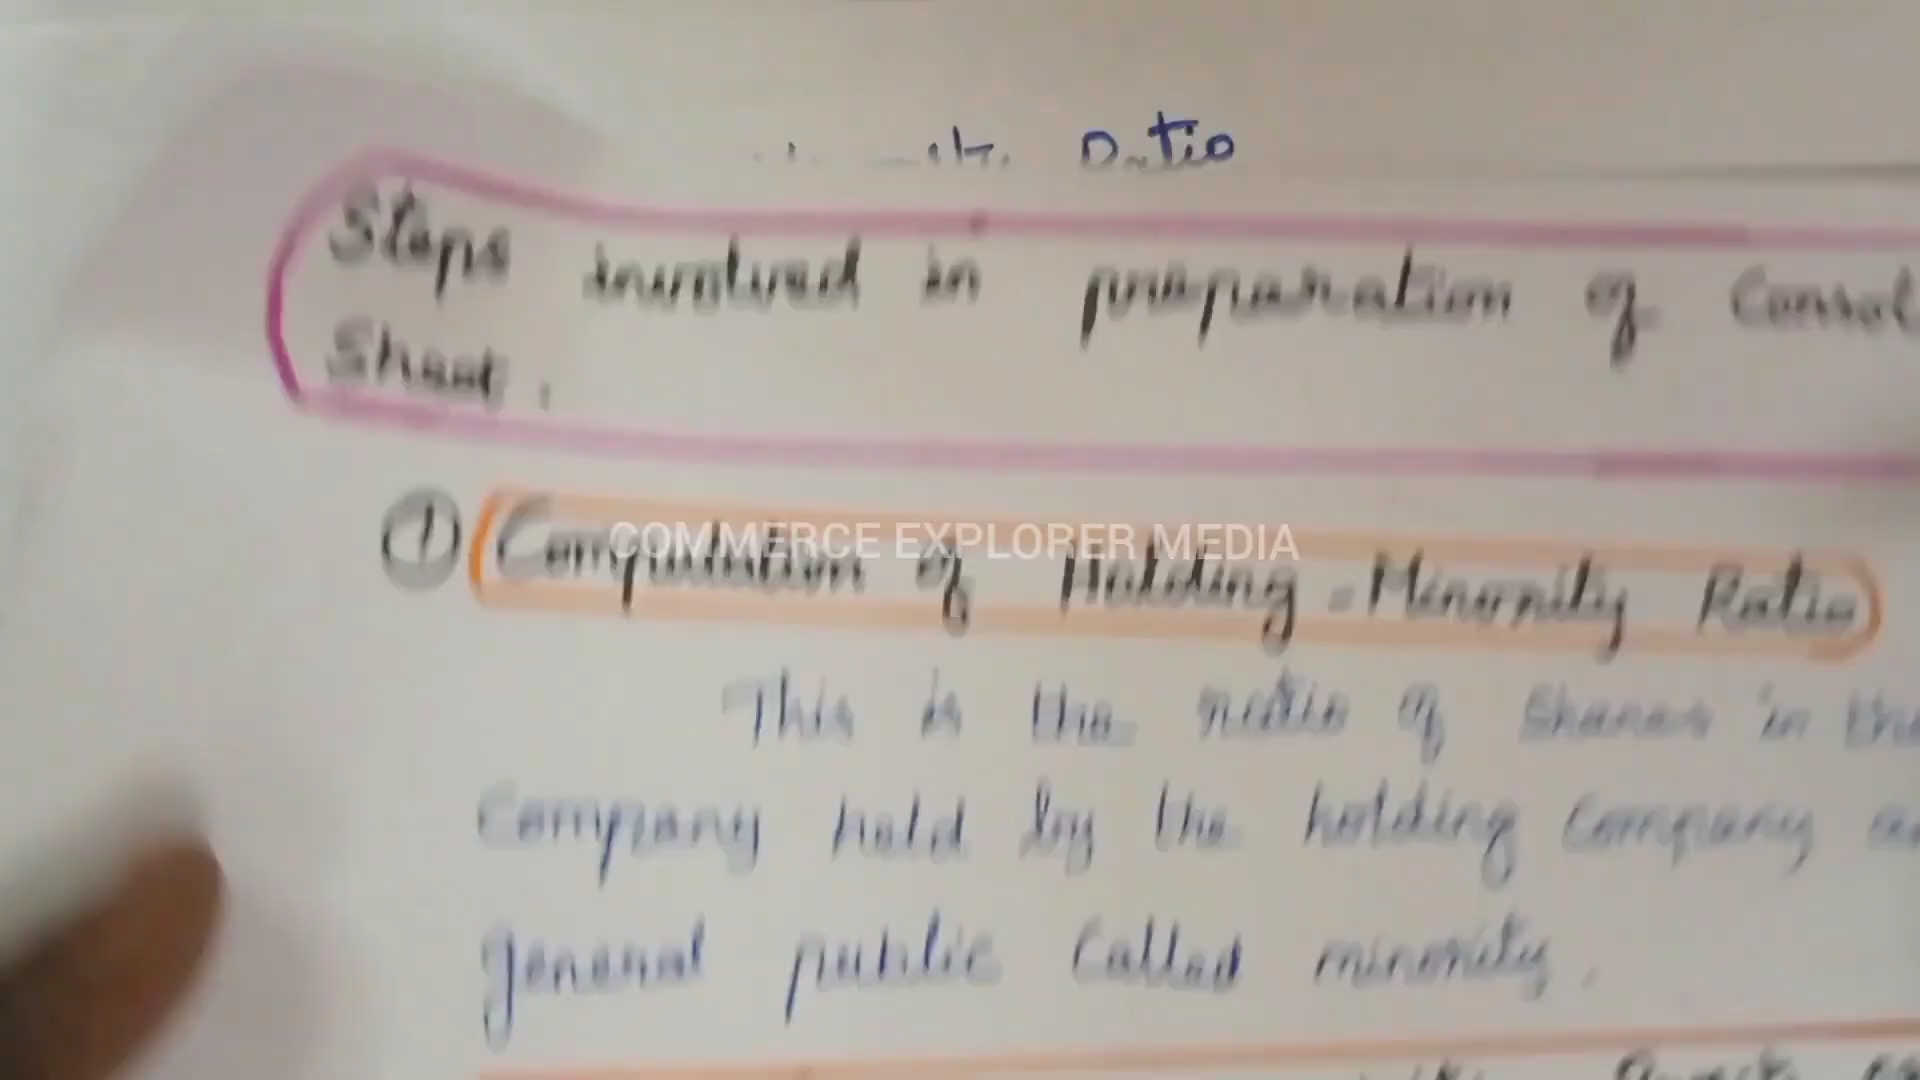 Ratio
Steps involved in preparation of Consol
Sheet.
① Computation of Holding-Minority Ratio
COMMERCE EXPLORER MEDIA
This is the ratio of shares in the
Company held by the holding company
general public called minority.